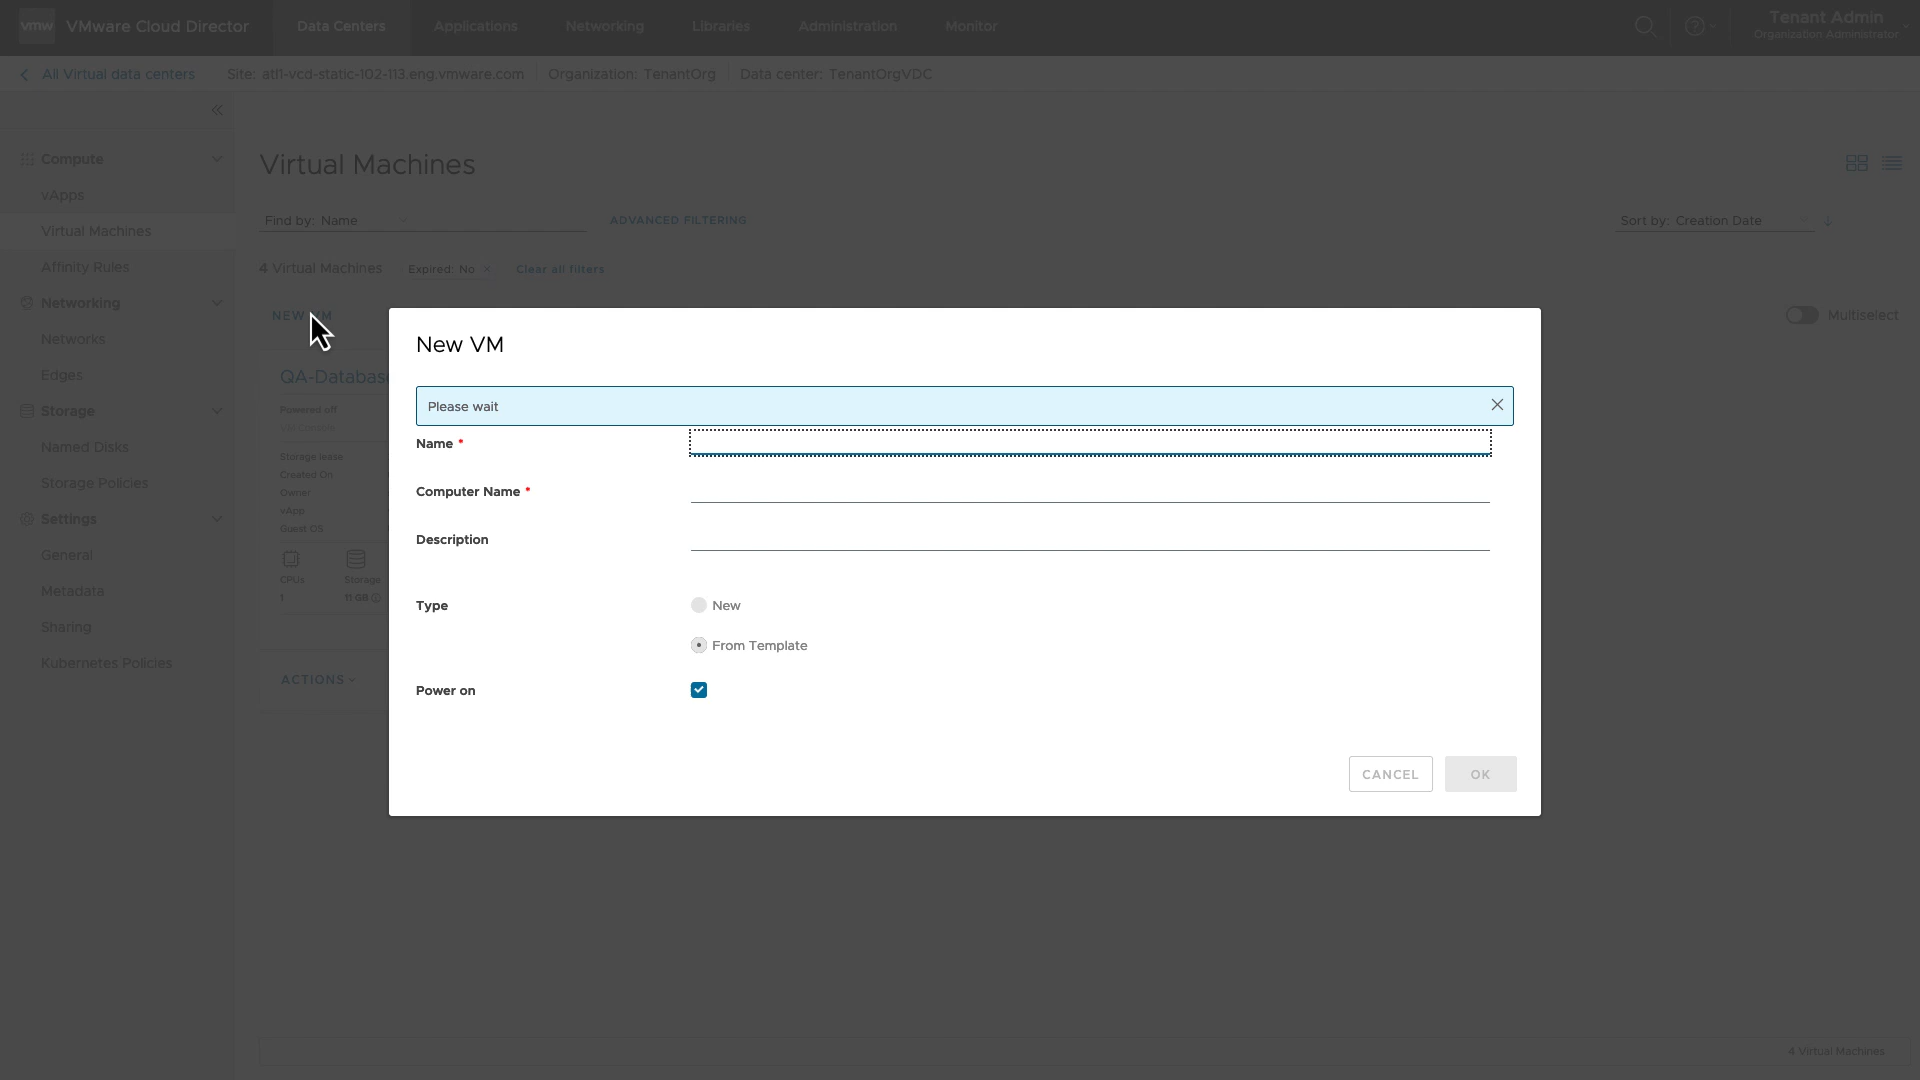 vmw VMware Cloud Director Data Centers Applications Networking Libraries Administration Monitor Tenant Admin
Organization Administrator
All Virtual data centers Site: atl1-vcd-static-102-113.eng.vmware.com Organization: TenantOrg Data center: TenantOrgVDC
Compute
vApps
Virtual Machines
Affinity Rules
Networking
Networks
Edges
Storage
Named Disks
Storage Policies
Settings
General
Metadata
Sharing
Kubernetes Policies
Virtual Machines
Find by: Name ADVANCED FILTERING Sort by: Creation Date
4 Virtual Machines Expired: No × Clear all filters
NEW VM Multiselect
QA-Database
Powered off
VM Console
Storage lease
Created On
Owner
vApp
Guest OS
CPUs Storage
1 11 GB
ACTIONS
New VM
Please wait
Name *
Computer Name *
Description
Type New
From Template
Power on
CANCEL OK
4 Virtual Machines